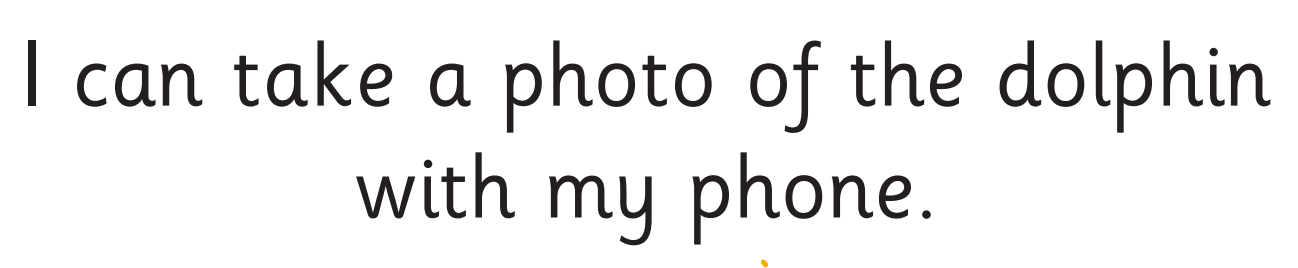 I can take a photo of the dolphin
with my phone.